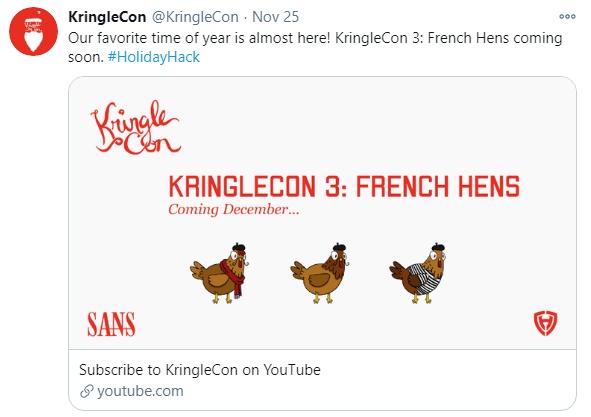 KringleCon @KringleCon · Nov 25
Our favorite time of year is almost here! KringleCon 3: French Hens coming
soon. #HolidayHack
Kringle
Con
KRINGLECON 3: FRENCH HENS
Coming December...
SANS
Subscribe to KringleCon on YouTube
youtube.com